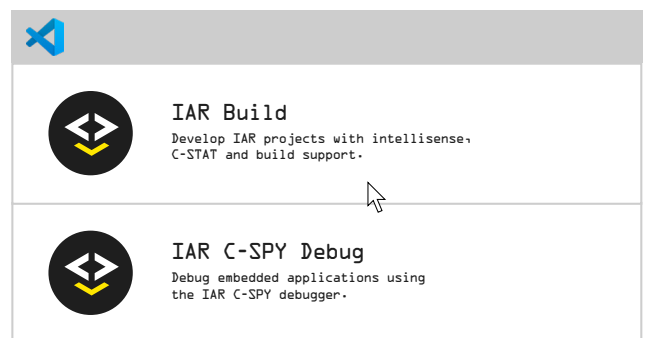 IAR Build
Develop IAR projects with intellisense,
C-STAT and build support.
IAR C-SPY Debug
Debug embedded applications using
the IAR C-SPY debugger.